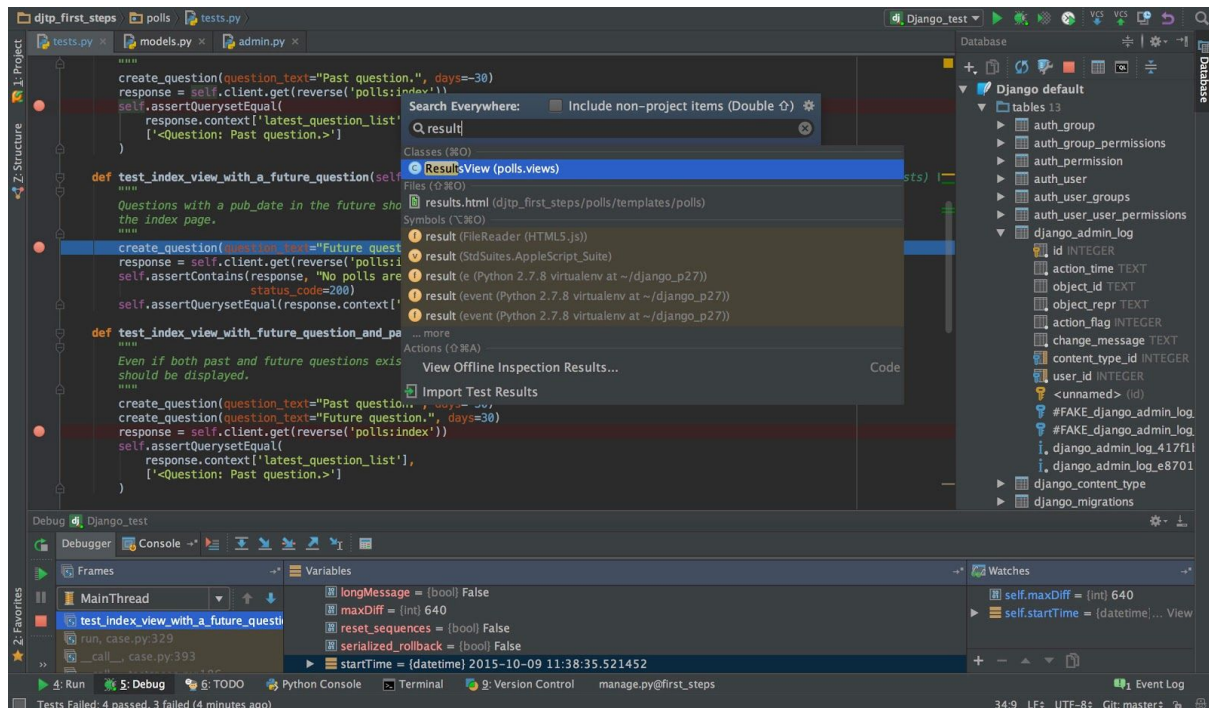 djtp_first_steps polls tests.py
Django_test
VCS VCS
tests.py × models.py × admin.py ×
"""
create_question(question_text="Past question.", days=-30)
response = self.client.get(reverse('polls:index'))
self.assertQuerysetEqual(
response.context['latest_question_list'
['<Question: Past question.>']
)
def test_index_view_with_a_future_question(self
"""
Questions with a pub_date in the future sho
the index page.
"""
create_question(question_text="Future quest
response = self.client.get(reverse('polls:i
self.assertContains(response, "No polls are
status_code=200)
self.assertQuerysetEqual(response.context['
def test_index_view_with_future_question_and_pa
"""
Even if both past and future questions exis
should be displayed.
"""
create_question(question_text="Past question.", days=-30)
create_question(question_text="Future question.", days=30)
response = self.client.get(reverse('polls:index'))
self.assertQuerysetEqual(
response.context['latest_question_list'],
['<Question: Past question.>']
)
Search Everywhere: Include non-project items (Double ⇧)
result
Classes (⌘O)
ResultsView (polls.views)
Files (⇧⌘O)
results.html (djtp_first_steps/polls/templates/polls)
Symbols (⌥⌘O)
result (FileReader (HTML5.js))
result (StdSuites.AppleScript_Suite)
result (e (Python 2.7.8 virtualenv at ~/django_p27))
result (event (Python 2.7.8 virtualenv at ~/django_p27))
result (event (Python 2.7.8 virtualenv at ~/django_p27))
... more
Actions (⇧⌘A)
View Offline Inspection Results... Code
Import Test Results
sts)
Database
Django default
tables 13
auth_group
auth_group_permissions
auth_permission
auth_user
auth_user_groups
auth_user_user_permissions
django_admin_log
id INTEGER
action_time TEXT
object_id TEXT
object_repr TEXT
action_flag INTEGER
change_message TEXT
content_type_id INTEGER
user_id INTEGER
<unnamed> (id)
#FAKE_django_admin_log_
#FAKE_django_admin_log_
django_admin_log_417f1
django_admin_log_e8701
django_content_type
django_migrations
1: Project
Z: Structure
2: Favorites
Database
Debug Django_test
Debugger Console
Frames
MainThread
test_index_view_with_a_future_questi
run, case.py:329
__call__, case.py:393
Variables
longMessage = {bool} False
maxDiff = {int} 640
reset_sequences = {bool} False
serialized_rollback = {bool} False
startTime = {datetime} 2015-10-09 11:38:35.521452
Watches
self.maxDiff = {int} 640
self.startTime = {datetime}... View
4: Run 5: Debug 6: TODO Python Console Terminal 9: Version Control manage.py@first_steps 1 Event Log
Tests Failed: 4 passed, 3 failed (4 minutes ago) 34:9 LF UTF-8 Git: master